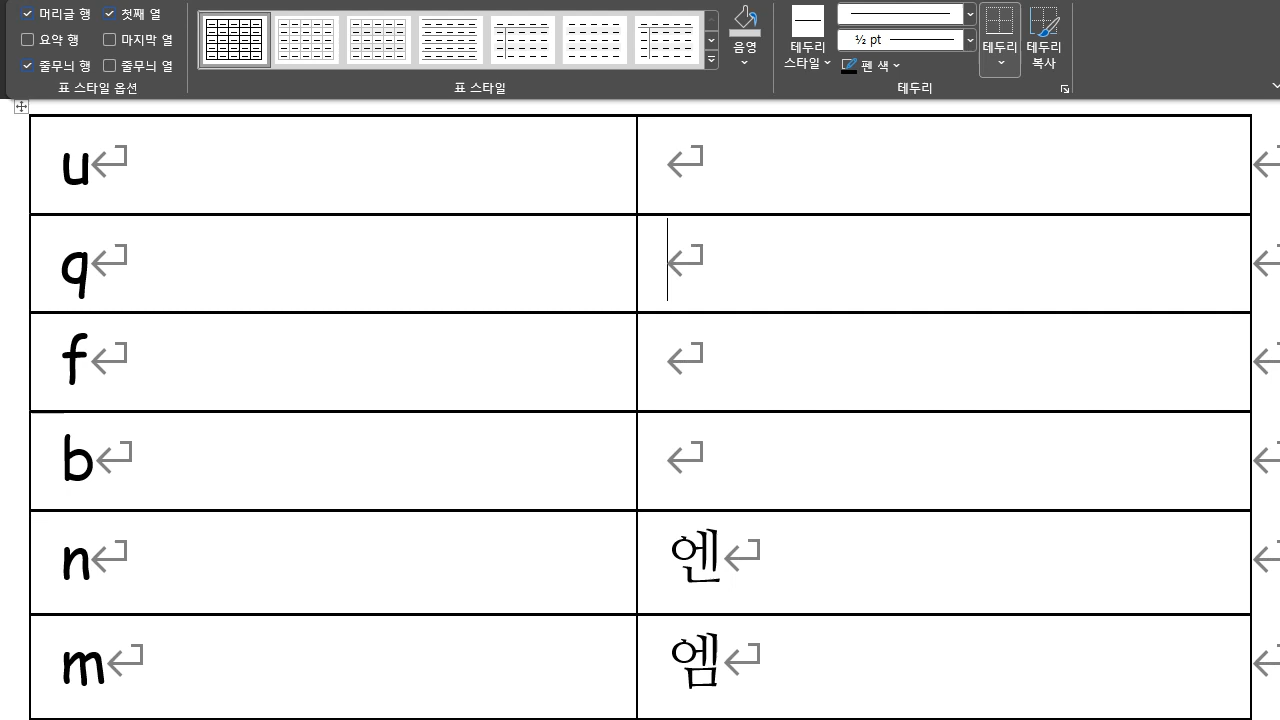 머리글 행 첫째 열
요약 행 마지막 열
줄무늬 행 줄무늬 열
표 스타일 옵션
표 스타일
음영
테두리
스타일
½ pt
펜 색
테두리
테두리
복사
테두리
u
q
f
b
n 엔
m 엠